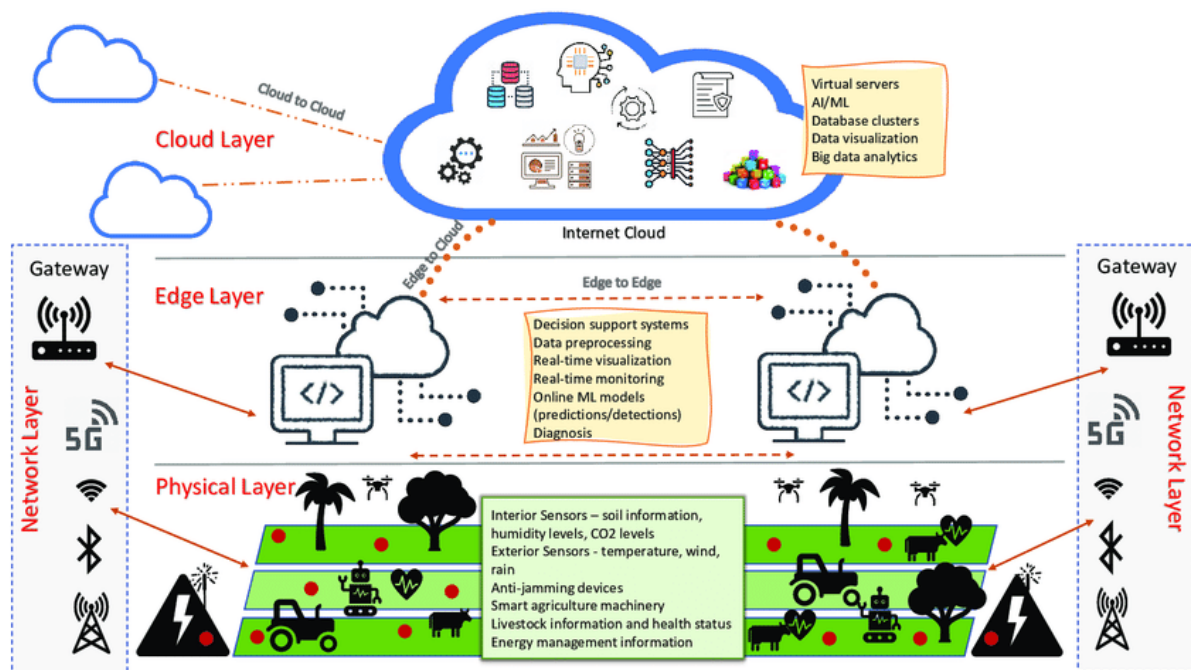 Cloud to Cloud
Cloud Layer
Virtual servers
AI/ML
Database clusters
Data visualization
Big data analytics
Internet Cloud
Edge to Cloud
Gateway
Network Layer
5G
Edge Layer
Edge to Edge
Decision support systems
Data preprocessing
Real-time visualization
Real-time monitoring
Online ML models
(predictions/detections)
Diagnosis
Gateway
Network Layer
5G
Physical Layer
Interior Sensors – soil information,
humidity levels, CO2 levels
Exterior Sensors - temperature, wind,
rain
Anti-jamming devices
Smart agriculture machinery
Livestock information and health status
Energy management information